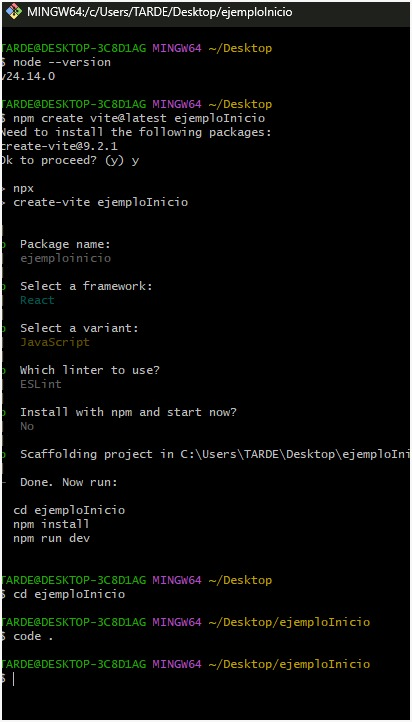 MINGW64:/c/Users/TARDE/Desktop/ejemploInicio
TARDE@DESKTOP-3C8D1AG MINGW64 ~/Desktop
$ node --version
v24.14.0
TARDE@DESKTOP-3C8D1AG MINGW64 ~/Desktop
$ npm create vite@latest ejemploInicio
Need to install the following packages:
create-vite@9.2.1
Ok to proceed? (y) y
> npx
> create-vite ejemploInicio
Package name:
ejemploinicio
Select a framework:
React
Select a variant:
JavaScript
Which linter to use?
ESLint
Install with npm and start now?
No
Scaffolding project in C:\Users\TARDE\Desktop\ejemploIni
Done. Now run:
cd ejemploInicio
npm install
npm run dev
TARDE@DESKTOP-3C8D1AG MINGW64 ~/Desktop
$ cd ejemploInicio
TARDE@DESKTOP-3C8D1AG MINGW64 ~/Desktop/ejemploInicio
$ code .
TARDE@DESKTOP-3C8D1AG MINGW64 ~/Desktop/ejemploInicio
$